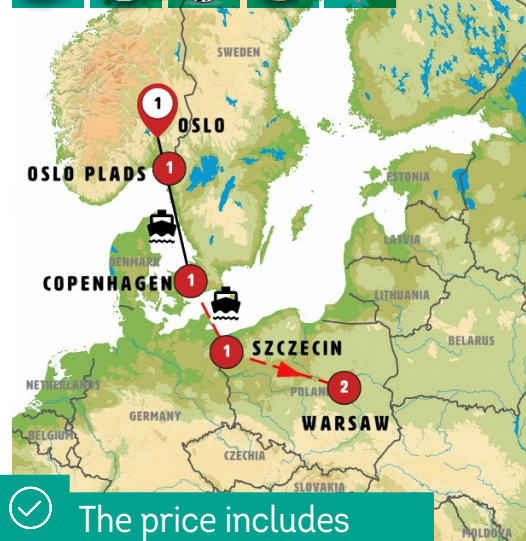 SWEDEN
1
OSLO
OSLO PLADS 1
ESTONIA
LATVIA
DENMARK
COPENHAGEN 1
LITHUANIA
1 SZCZECIN
BELARUS
NETHERLANDS
POLAND
2
GERMANY
WARSAW
BELGIUM
CZECHIA
SLOVAKIA
The price includes
MOLDOVA